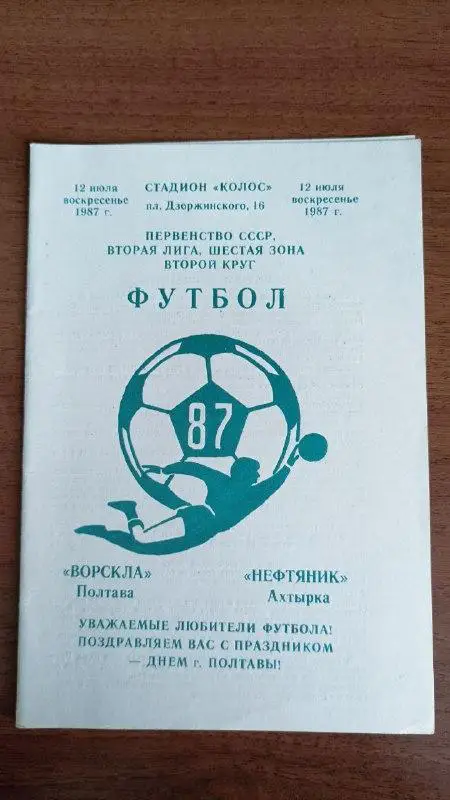 12 июля
воскресенье
1987 г.
СТАДИОН «КОЛОС»
пл. Дзержинского, 16
12 июля
воскресенье
1987 г.
ПЕРВЕНСТВО СССР,
ВТОРАЯ ЛИГА, ШЕСТАЯ ЗОНА
ВТОРОЙ КРУГ
ФУТБОЛ
87
«ВОРСКЛА»
Полтава
«НЕФТЯНИК»
Ахтырка
УВАЖАЕМЫЕ ЛЮБИТЕЛИ ФУТБОЛА!
ПОЗДРАВЛЯЕМ ВАС С ПРАЗДНИКОМ
— ДНЕМ г. ПОЛТАВЫ!